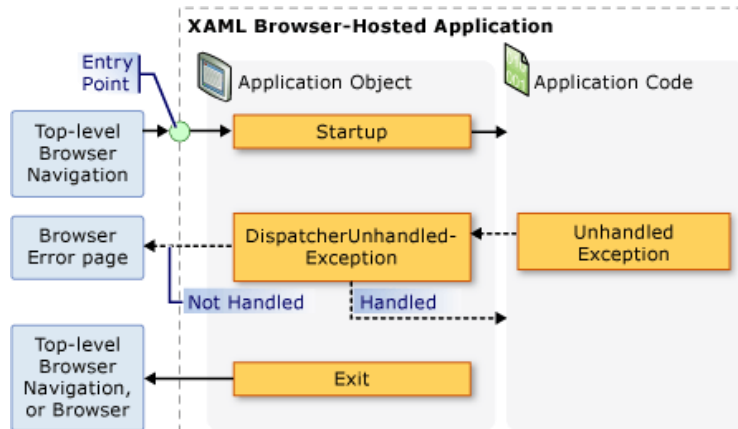 XAML Browser-Hosted Application
Entry
Point
Application Object
Application Code
Top-level
Browser
Navigation
Startup
Browser
Error page
DispatcherUnhandled-
Exception
Unhandled
Exception
Not Handled
Handled
Top-level
Browser
Navigation,
or Browser
Exit